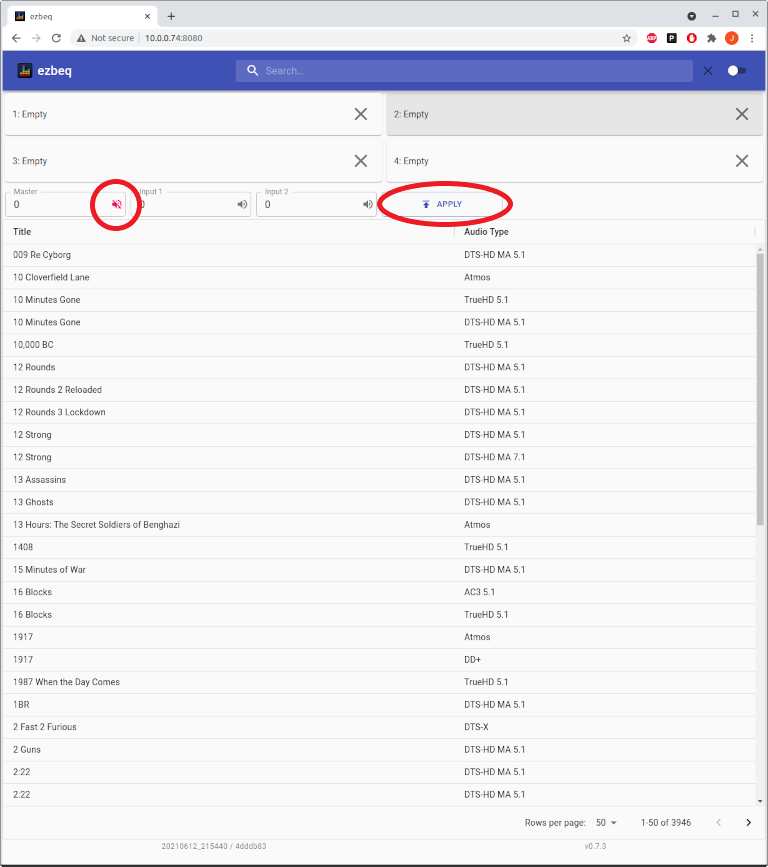 ezbeq
Not secure 10.0.0.74:8080
ABP P J
ezbeq Search...
1: Empty 2: Empty
3: Empty 4: Empty
Master Input 1 Input 2
0 0 0 APPLY
Title Audio Type
009 Re Cyborg DTS-HD MA 5.1
10 Cloverfield Lane Atmos
10 Minutes Gone TrueHD 5.1
10 Minutes Gone DTS-HD MA 5.1
10,000 BC TrueHD 5.1
12 Rounds DTS-HD MA 5.1
12 Rounds 2 Reloaded DTS-HD MA 5.1
12 Rounds 3 Lockdown DTS-HD MA 5.1
12 Strong DTS-HD MA 5.1
12 Strong DTS-HD MA 7.1
13 Assassins DTS-HD MA 5.1
13 Ghosts DTS-HD MA 5.1
13 Hours: The Secret Soldiers of Benghazi Atmos
1408 TrueHD 5.1
15 Minutes of War DTS-HD MA 5.1
16 Blocks AC3 5.1
16 Blocks TrueHD 5.1
1917 Atmos
1917 DD+
1987 When the Day Comes TrueHD 5.1
1BR DTS-HD MA 5.1
2 Fast 2 Furious DTS-X
2 Guns DTS-HD MA 5.1
2:22 DTS-HD MA 5.1
2:22 DTS-HD MA 5.1
Rows per page: 50 1-50 of 3946
20210612_215440 / 4dddb83 v0.7.3